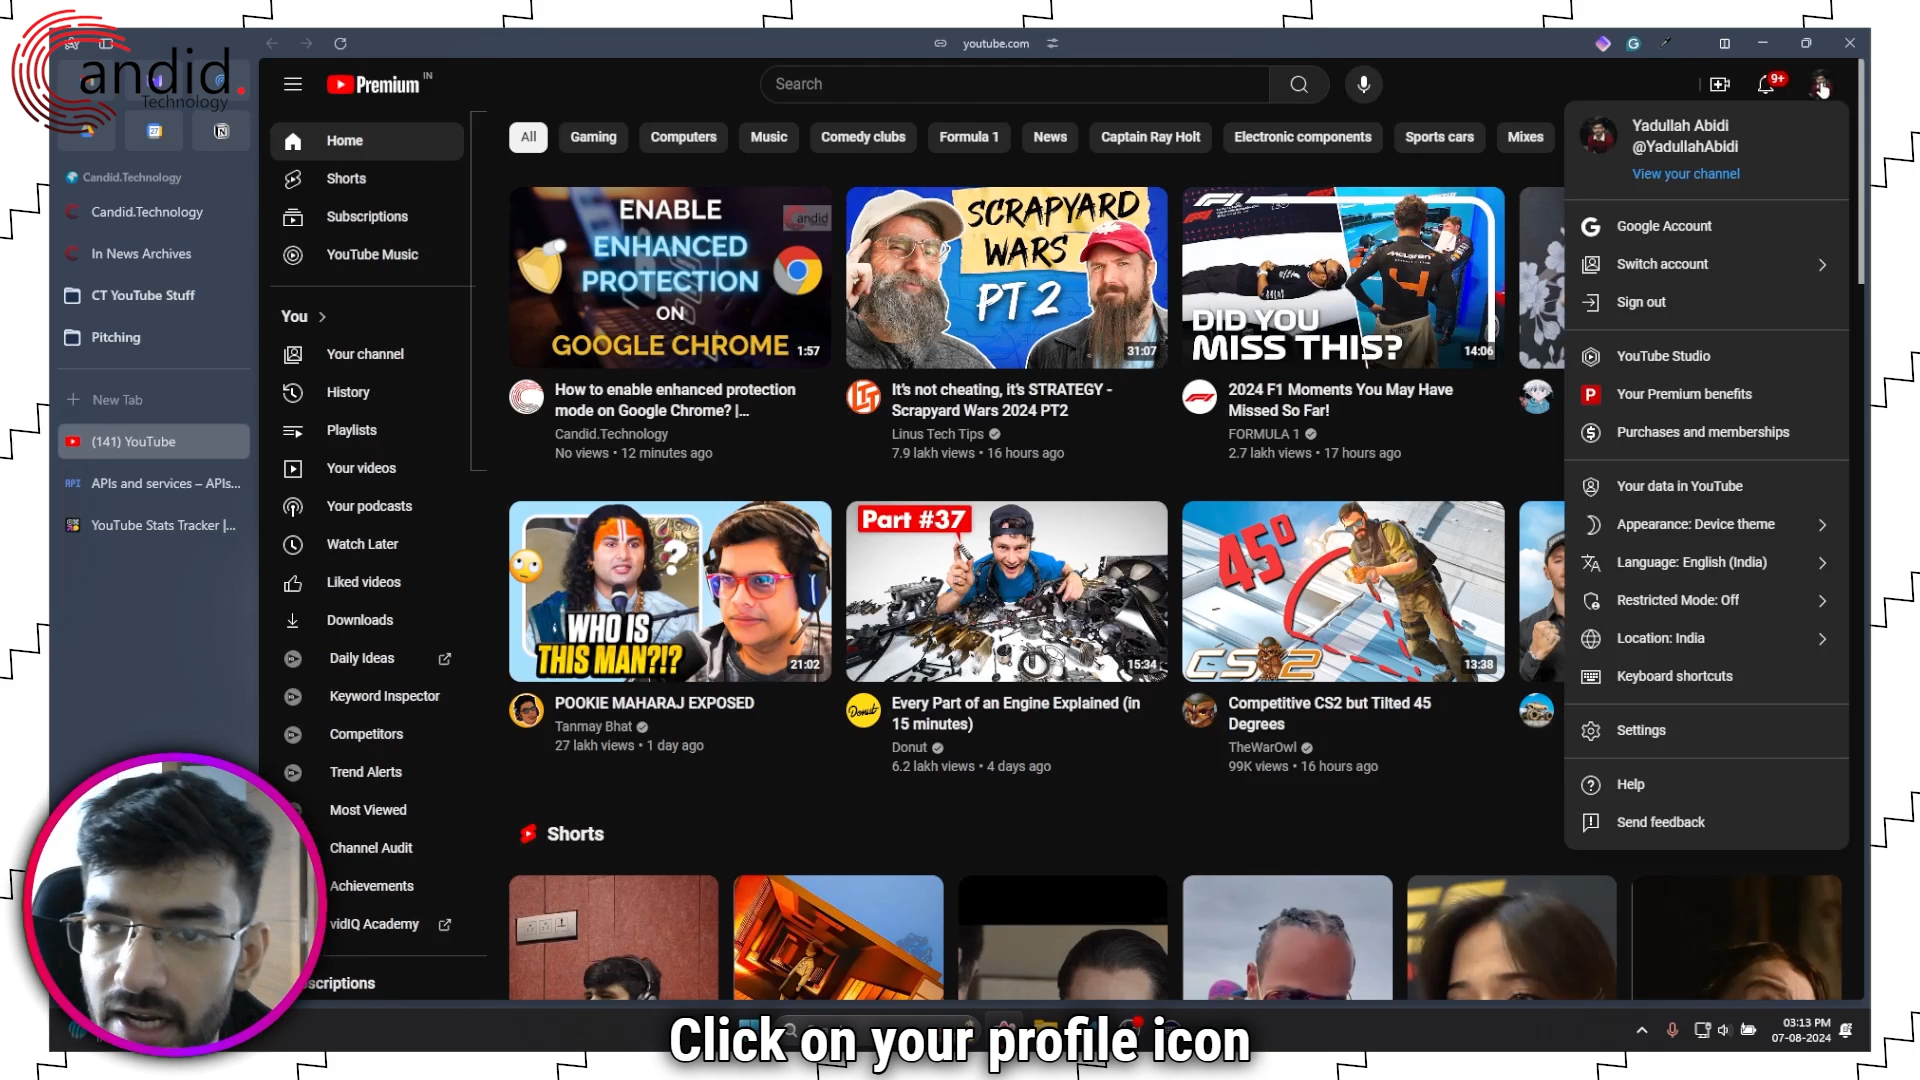 Candid.
Technology
youtube.com
Premium IN
Search
9+
27
Candid.Technology
Candid.Technology
In News Archives
CT YouTube Stuff
Pitching
New Tab
(141) YouTube
API APIs and services – APIs...
YouTube Stats Tracker |...
Home
Shorts
Subscriptions
YouTube Music
You
Your channel
History
Playlists
Your videos
Your podcasts
Watch Later
Liked videos
Downloads
Daily Ideas
Keyword Inspector
Competitors
Trend Alerts
Most Viewed
Channel Audit
Achievements
vidIQ Academy
scriptions
All Gaming Computers Music Comedy clubs Formula 1 News Captain Ray Holt Electronic components Sports cars Mixes
ENABLE
ENHANCED
PROTECTION
ON
GOOGLE CHROME
Candid
1:57
How to enable enhanced protection
mode on Google Chrome? |...
Candid.Technology
No views • 12 minutes ago
SCRAPYARD
WARS
PT 2
31:07
It's not cheating, it's STRATEGY -
Scrapyard Wars 2024 PT2
Linus Tech Tips
7.9 lakh views • 16 hours ago
McLaren
4
DID YOU
MISS THIS?
14:06
2024 F1 Moments You May Have
Missed So Far!
FORMULA 1
2.7 lakh views • 17 hours ago
?
WHO IS
THIS MAN?!?
21:02
POOKIE MAHARAJ EXPOSED
Tanmay Bhat
27 lakh views • 1 day ago
Part #37
15:34
Donut
Every Part of an Engine Explained (in
15 minutes)
Donut
6.2 lakh views • 4 days ago
45°
CS2
13:38
Competitive CS2 but Tilted 45
Degrees
TheWarOwl
99K views • 16 hours ago
Shorts
Yadullah Abidi
@YadullahAbidi
View your channel
Google Account
Switch account
Sign out
YouTube Studio
P Your Premium benefits
Purchases and memberships
Your data in YouTube
Appearance: Device theme
Language: English (India)
Restricted Mode: Off
Location: India
Keyboard shortcuts
Settings
Help
Send feedback
Click on your profile icon
03:13 PM
07-08-2024